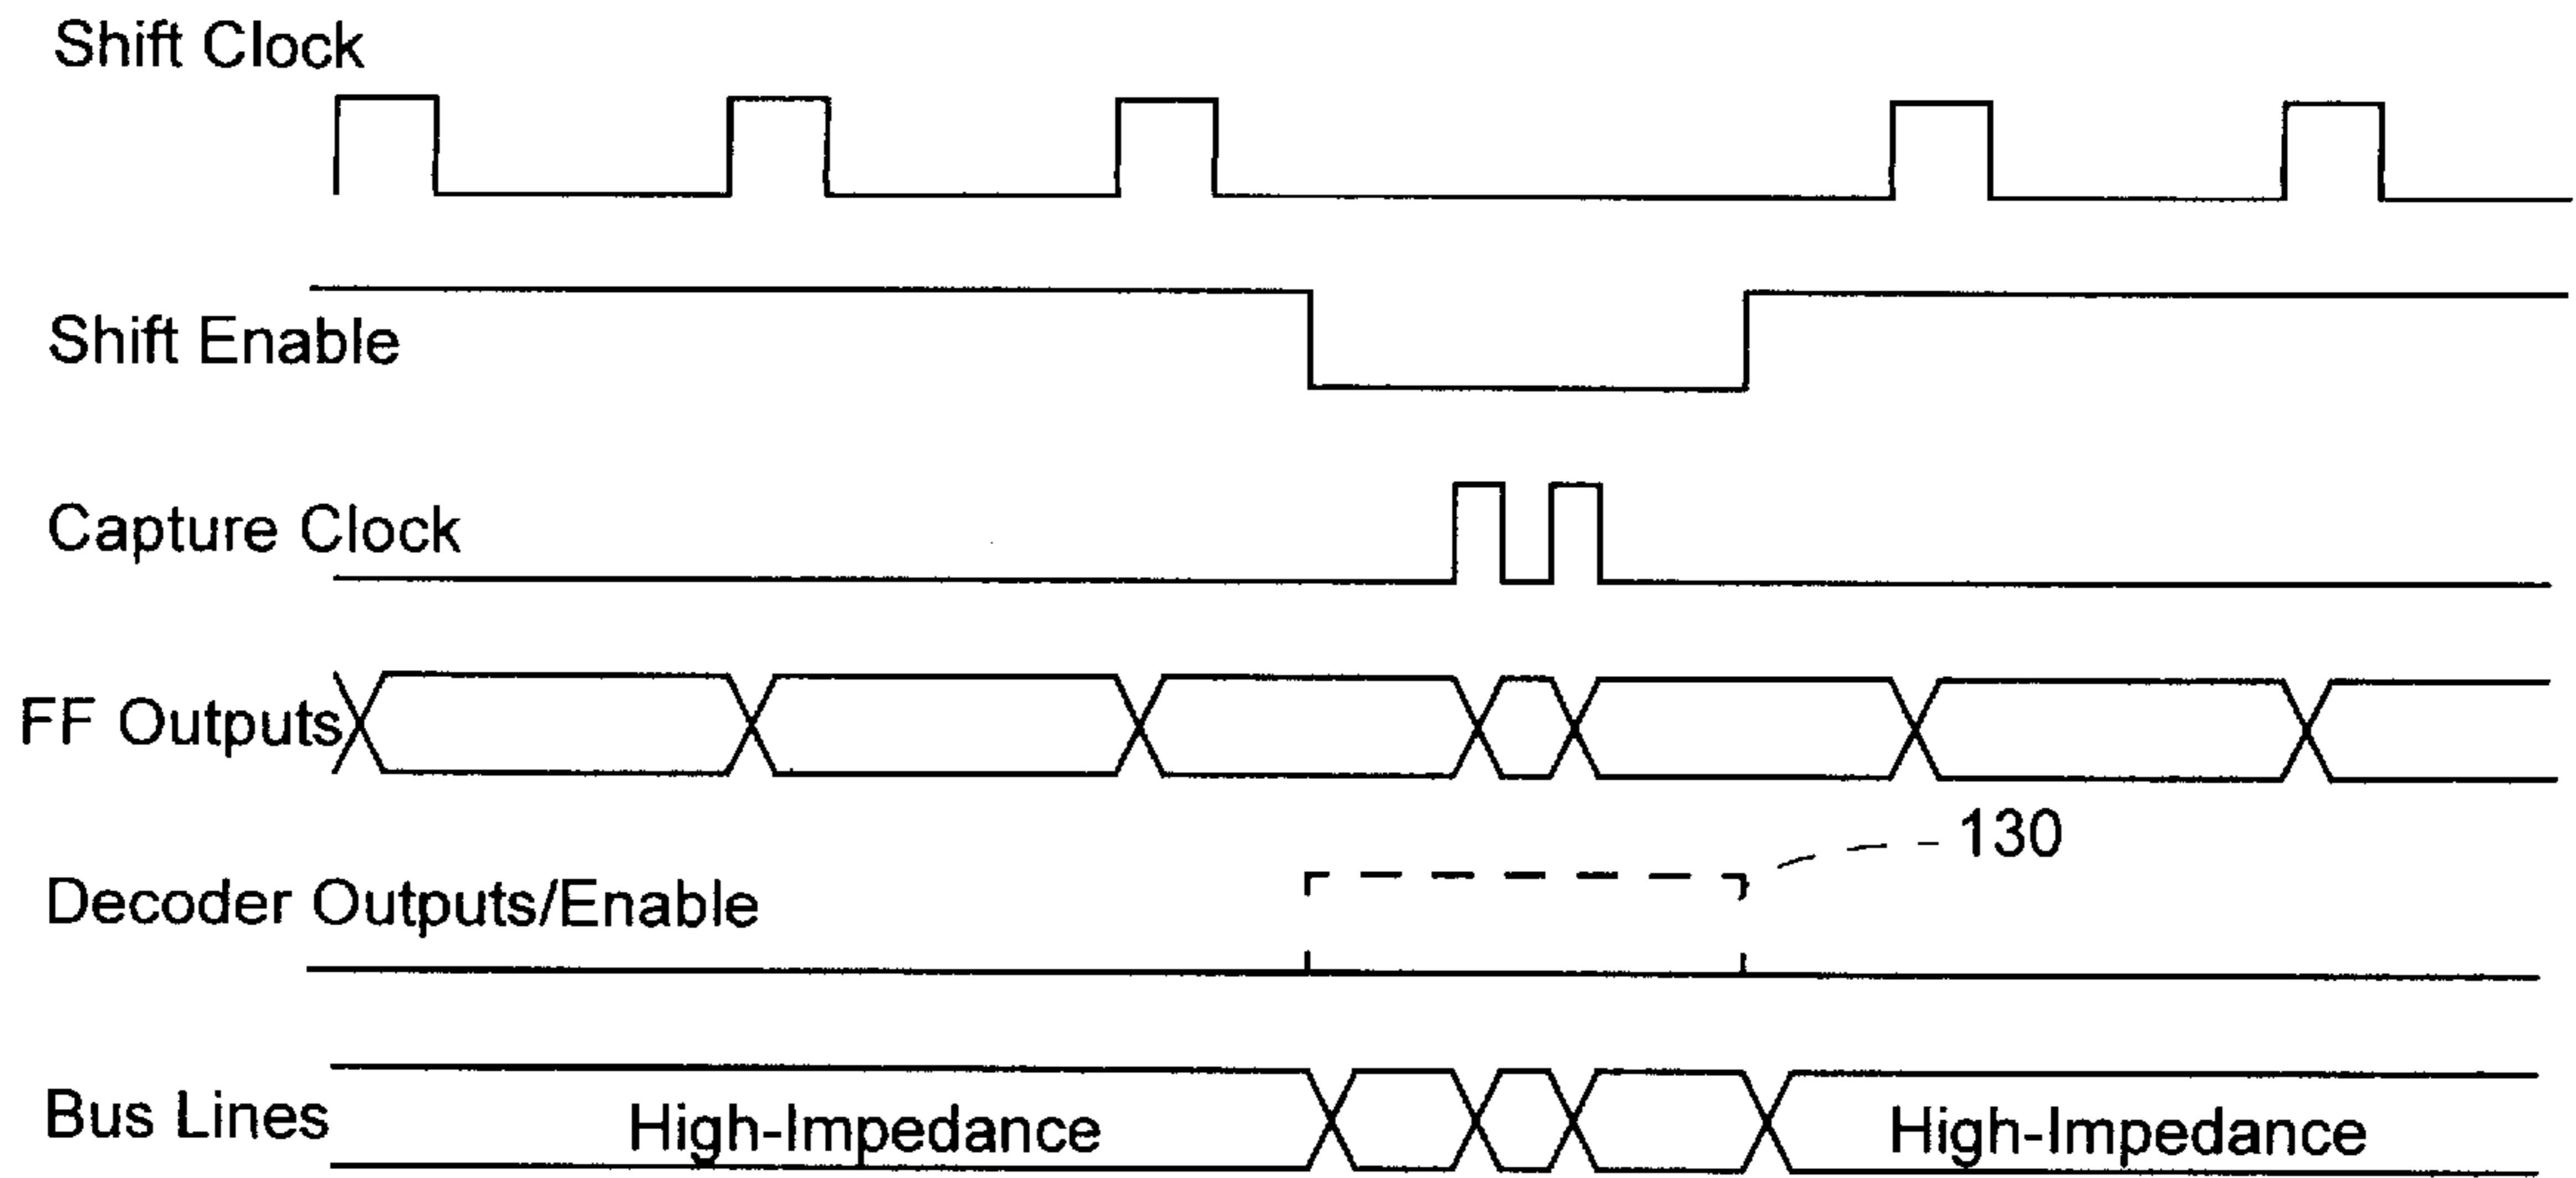 Shift Clock
Shift Enable
Capture Clock
FF Outputs
130
Decoder Outputs/Enable
Bus Lines
High-Impedance
High-Impedance